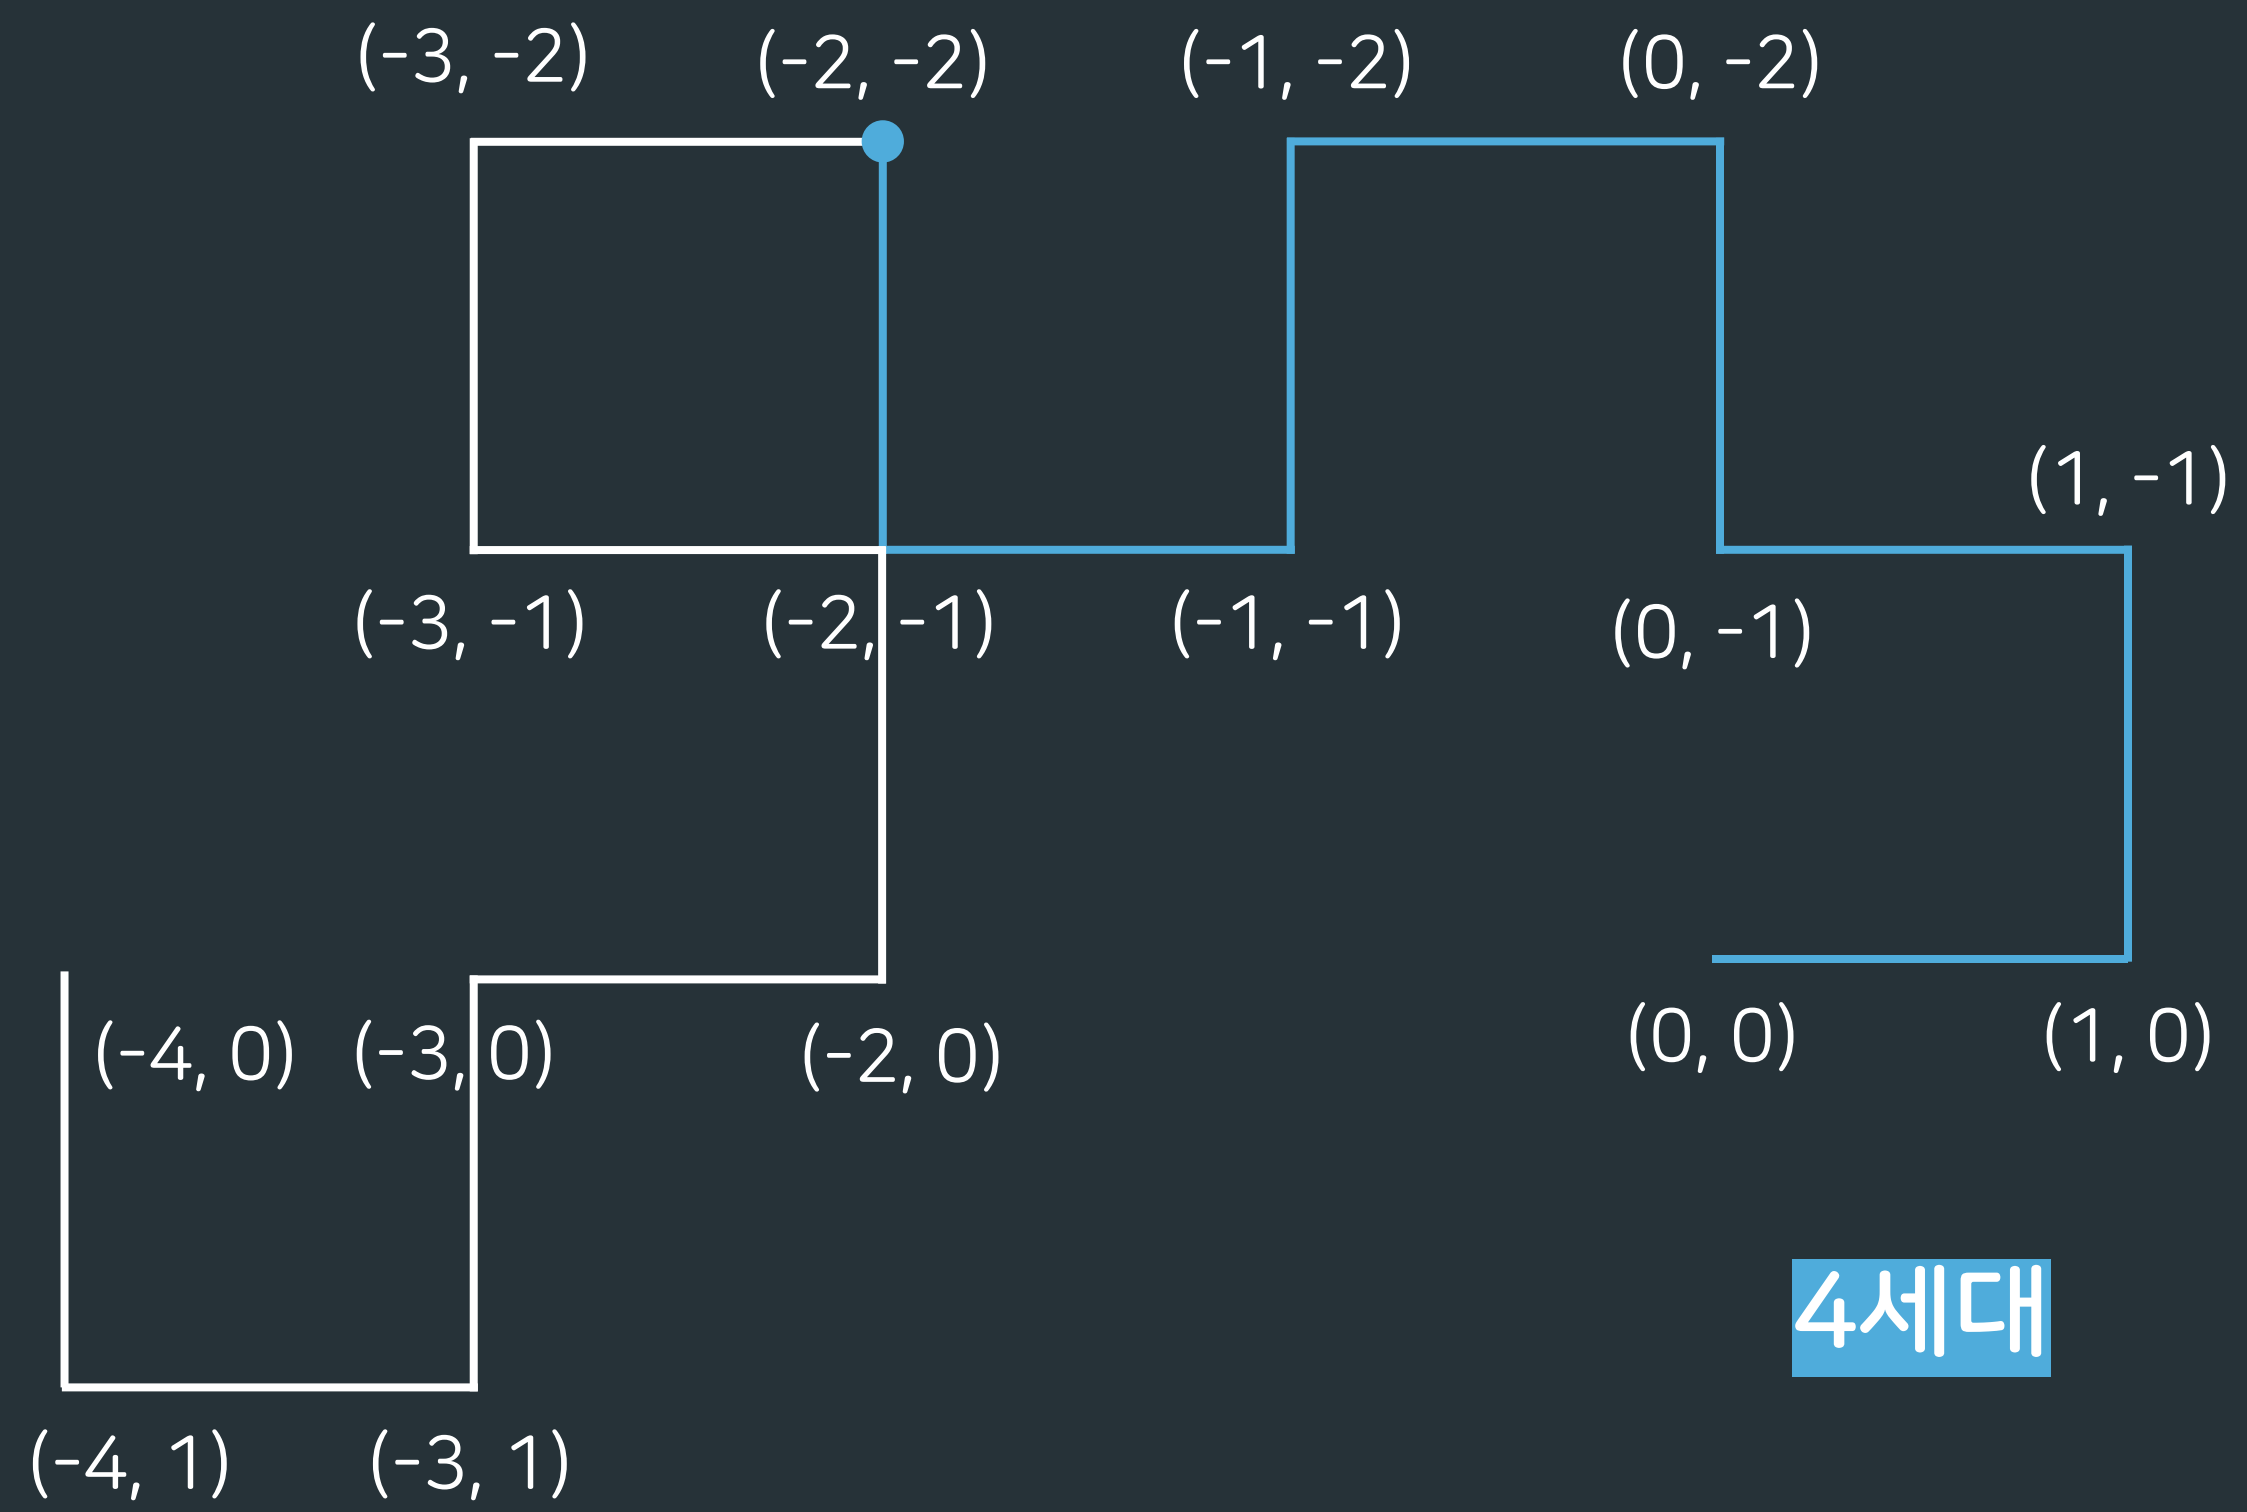 (-3, -2) (-2, -2) (-1, -2) (0, -2)
(1, -1)
(-3, -1) (-2, -1) (-1, -1) (0, -1)
(-4, 0) (-3, 0) (-2, 0) (0, 0) (1, 0)
4세대
(-4, 1) (-3, 1)